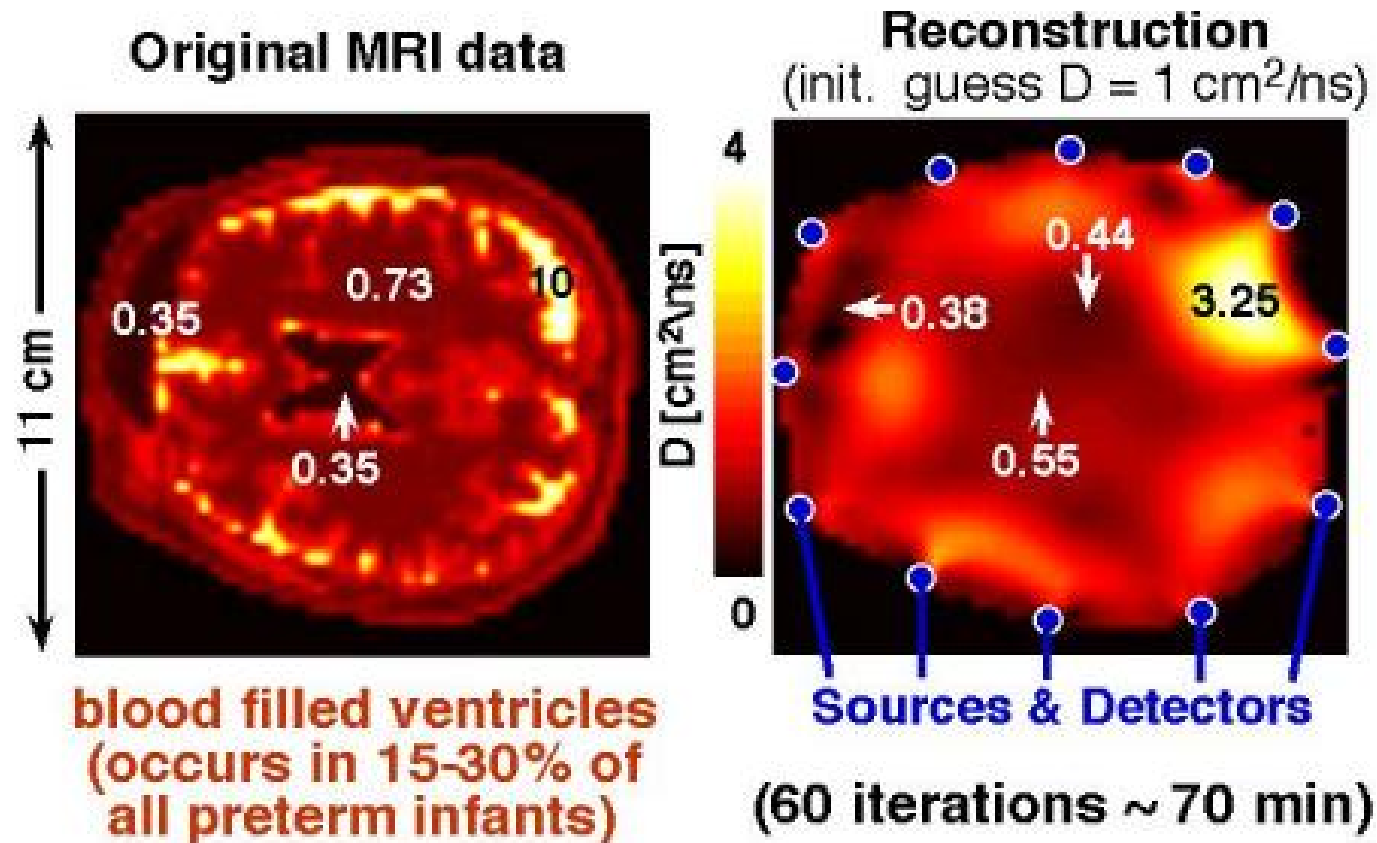 Original MRI data
11 cm
0.35
0.73
10
0.35
blood filled ventricles
(occurs in 15-30% of
all preterm infants)
Reconstruction
(init. guess D = 1 cm²/ns)
4
D [cm²\ns]
0
0.44
0.38
3.25
0.55
Sources & Detectors
(60 iterations ~ 70 min)